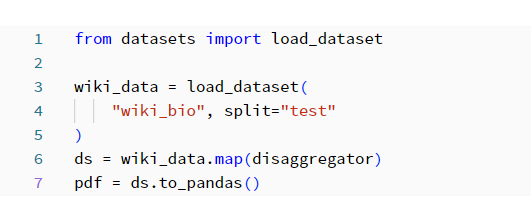 1 from datasets import load_dataset
2
3 wiki_data = load_dataset(
4 "wiki_bio", split="test"
5 )
6 ds = wiki_data.map(disaggregator)
7 pdf = ds.to_pandas()